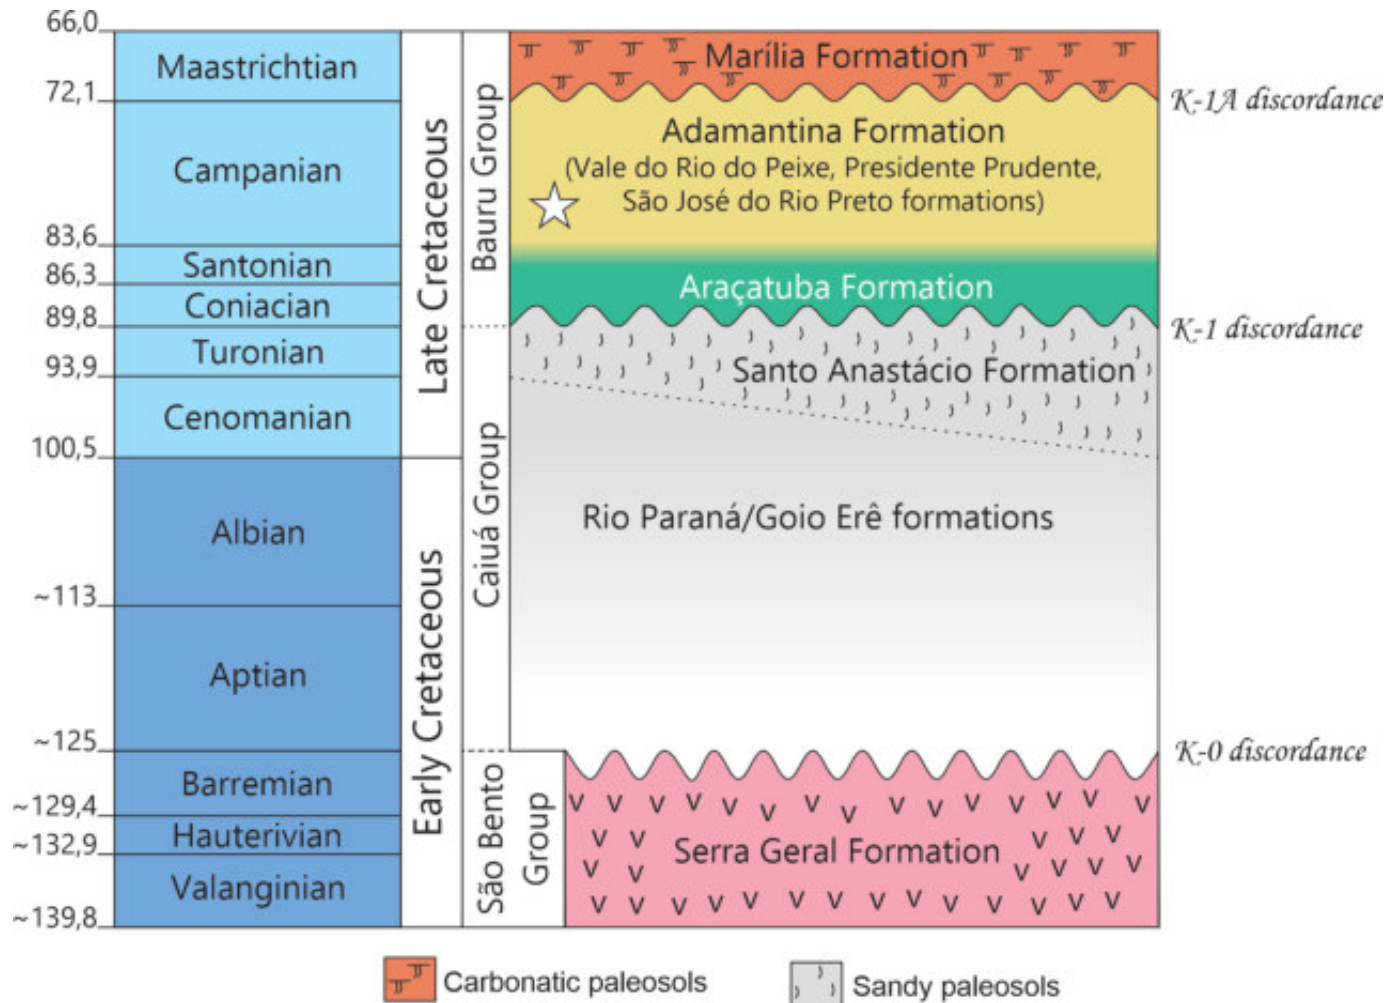 66,0
Maastrichtian
72,1
Campanian
83,6
Santonian
86,3
Coniacian
89,8
Turonian
93,9
Cenomanian
100,5
Albian
~113
Aptian
~125
Barremian
~129,4
Hauterivian
~132,9
Valanginian
~139,8
Late Cretaceous
Early Cretaceous
Bauru Group
Caiuá Group
São Bento
Group
Marília Formation
Adamantina Formation
(Vale do Rio do Peixe, Presidente Prudente,
São José do Rio Preto formations)
Araçatuba Formation
Santo Anastácio Formation
Rio Paraná/Goio Erê formations
Serra Geral Formation
K-1A discordance
K-1 discordance
K-0 discordance
Carbonatic paleosols
Sandy paleosols